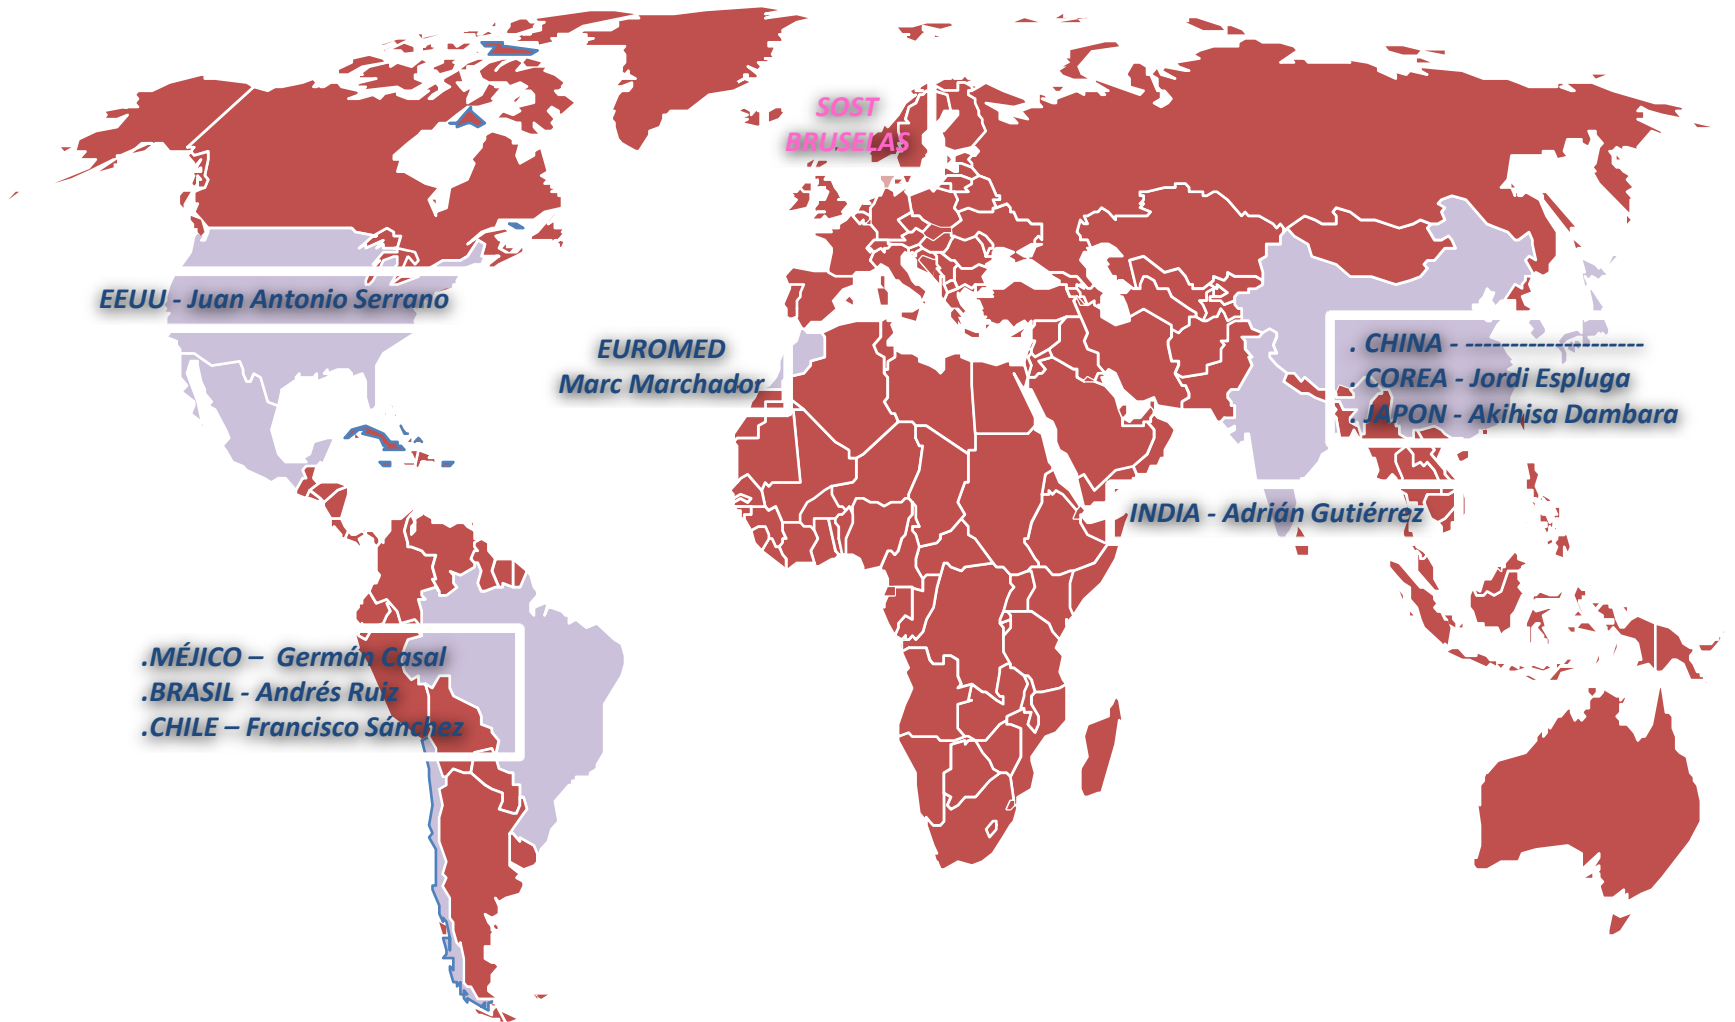 SOST
BRUSELAS
EEUU - Juan Antonio Serrano
EUROMED
Marc Marchador
. CHINA - ----------------------
. COREA - Jordi Espluga
. JAPON - Akihisa Dambara
INDIA - Adrián Gutiérrez
.MÉJICO – Germán Casal
.BRASIL - Andrés Ruiz
.CHILE – Francisco Sánchez